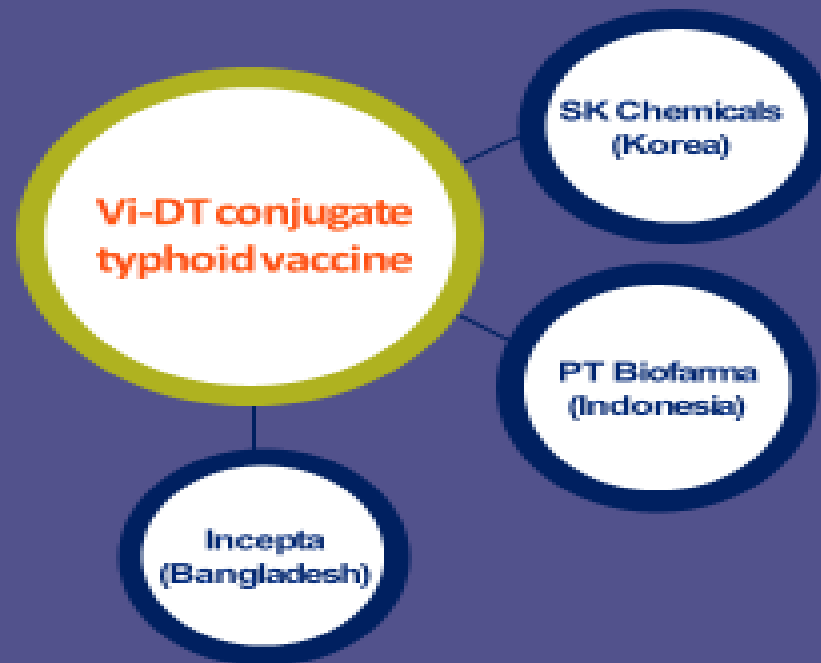 Vi-DT conjugate
typhoid vaccine
SK Chemicals
(Korea)
PT Biofarma
(Indonesia)
Incepta
(Bangladesh)